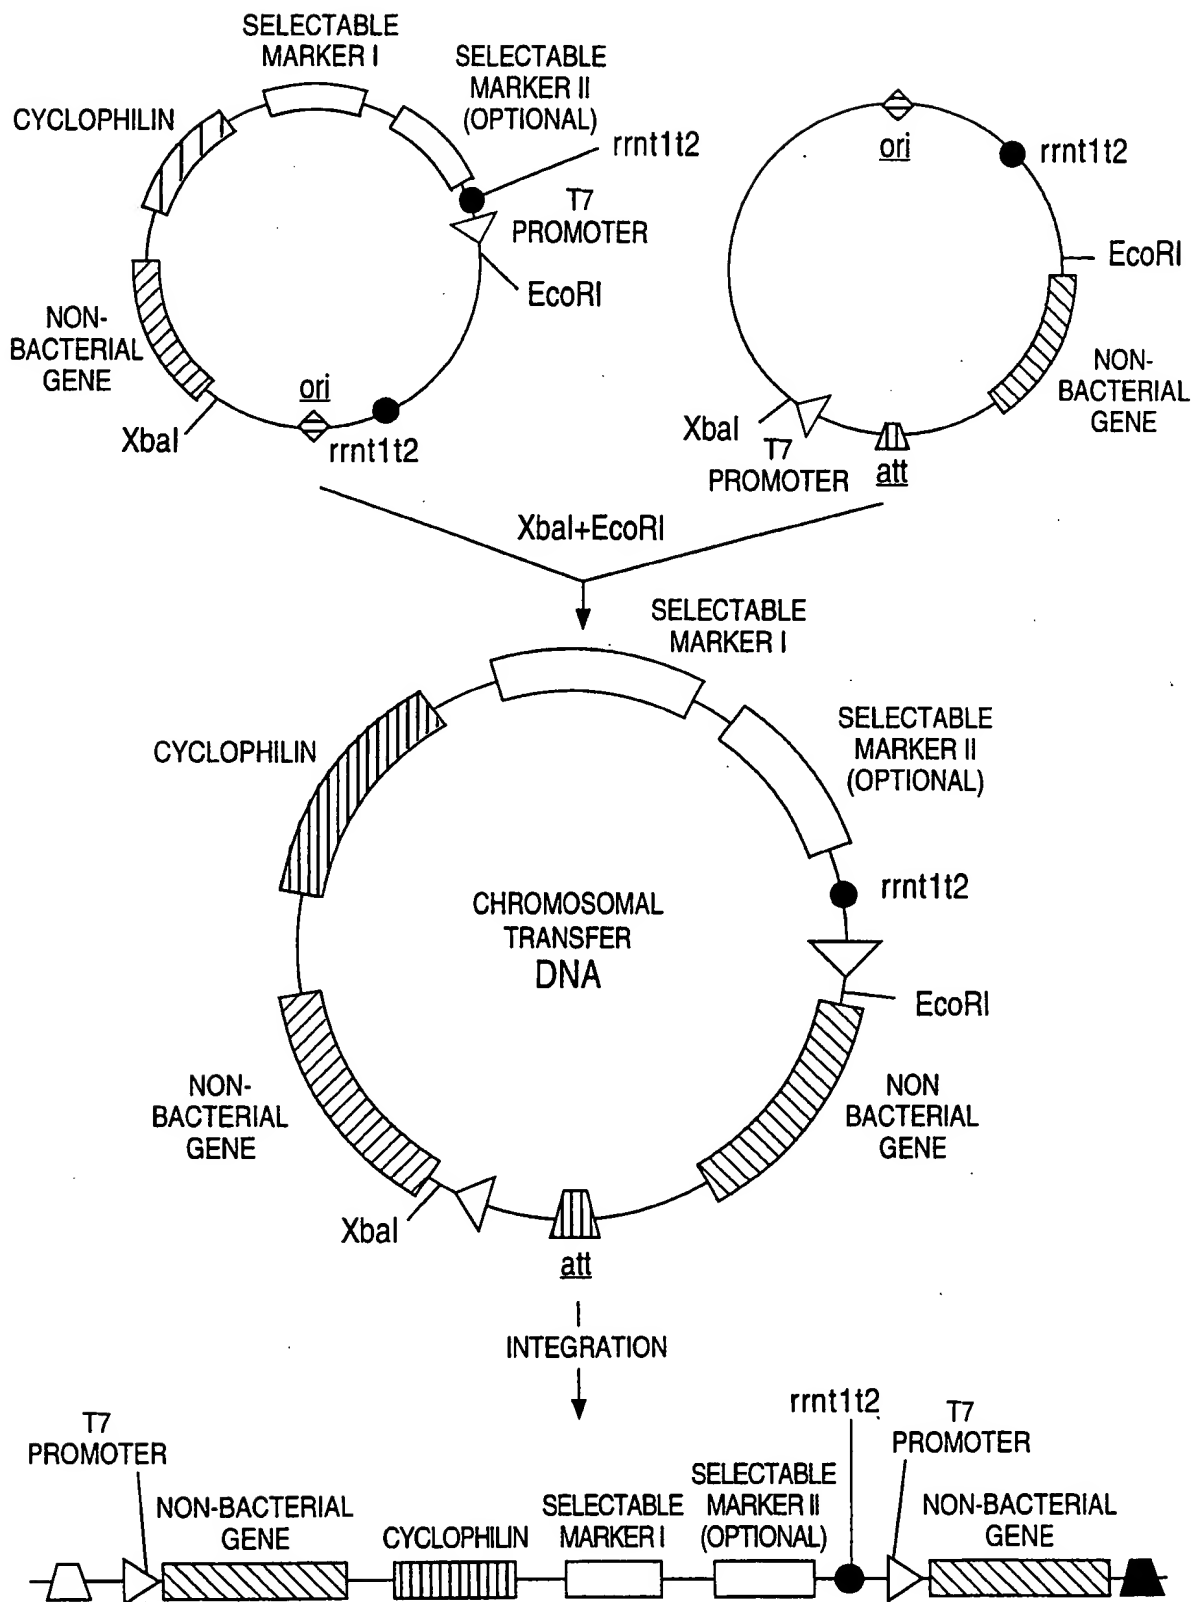 SELECTABLE
MARKER I
SELECTABLE
MARKER II
(OPTIONAL)
CYCLOPHILIN
rrnt1t2
T7
PROMOTER
EcoRI
NON-
BACTERIAL
GENE
XbaI
ori
rrnt1t2
ori
rrnt1t2
EcoRI
NON-
BACTERIAL
GENE
XbaI
T7
PROMOTER
att
XbaI+EcoRI
SELECTABLE
MARKER I
SELECTABLE
MARKER II
(OPTIONAL)
CYCLOPHILIN
rrnt1t2
CHROMOSOMAL
TRANSFER
DNA
EcoRI
NON-
BACTERIAL
GENE
NON
BACTERIAL
GENE
XbaI
att
INTEGRATION
T7
PROMOTER
NON-BACTERIAL
GENE
CYCLOPHILIN
SELECTABLE
MARKER I
SELECTABLE
MARKER II
(OPTIONAL)
rrnt1t2
T7
PROMOTER
NON-BACTERIAL
GENE